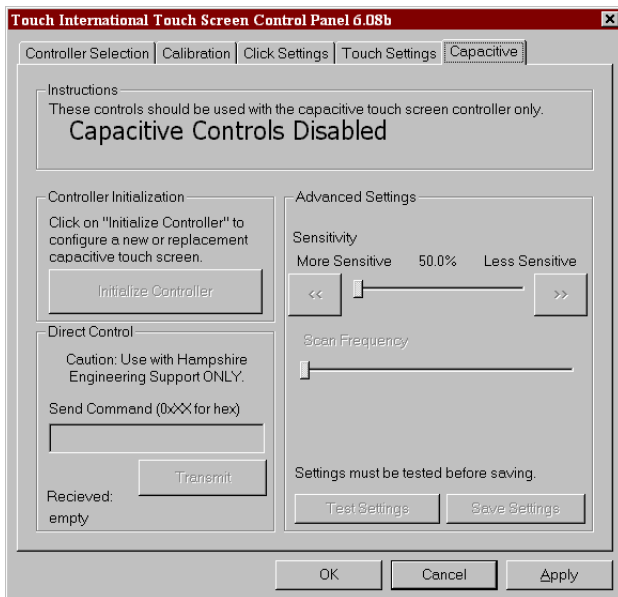 Touch International Touch Screen Control Panel 6.08b
Controller Selection Calibration Click Settings Touch Settings Capacitive
Instructions
These controls should be used with the capacitive touch screen controller only.
Capacitive Controls Disabled
Controller Initialization
Click on "Initialize Controller" to
configure a new or replacement
capacitive touch screen.
Initialize Controller
Direct Control
Caution: Use with Hampshire
Engineering Support ONLY.
Send Command (0xXX for hex)
Transmit
Recieved:
empty
Advanced Settings
Sensitivity
More Sensitive 50.0% Less Sensitive
<< >>
Scan Frequency
Settings must be tested before saving.
Test Settings Save Settings
OK Cancel Apply